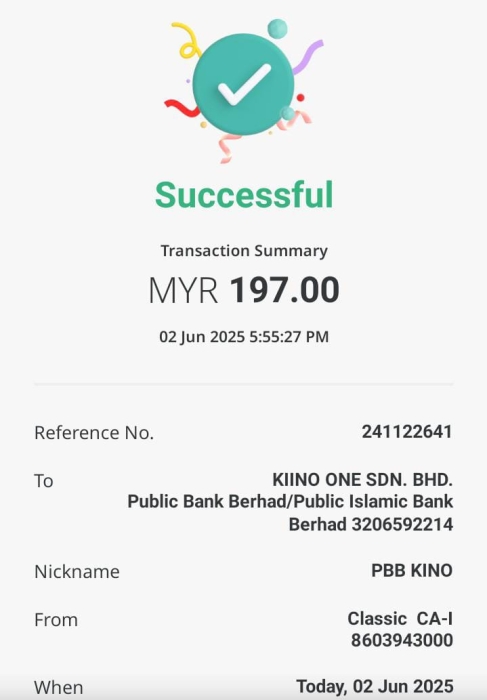 Successful
Transaction Summary
MYR 197.00
02 Jun 2025 5:55:27 PM
Reference No. 241122641
To KIINO ONE SDN. BHD.
Public Bank Berhad/Public Islamic Bank
Berhad 3206592214
Nickname PBB KINO
From Classic CA-I
8603943000
When Today, 02 Jun 2025